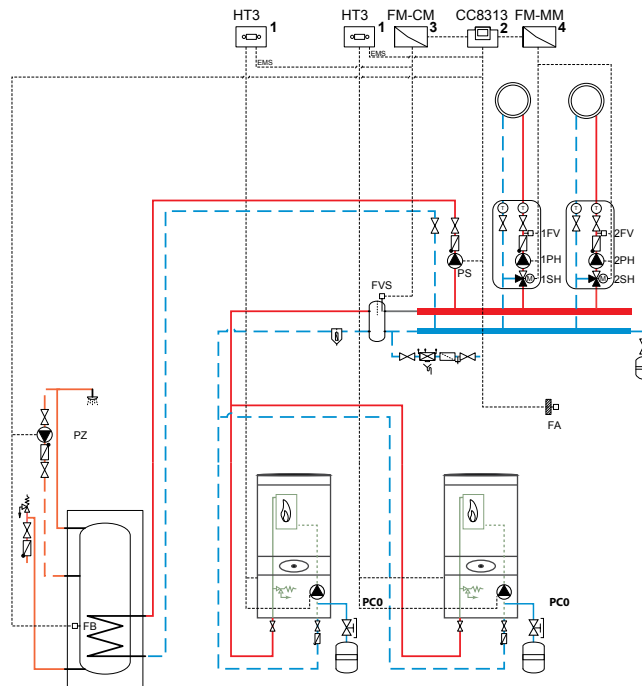 HT3
1
HT3
1
FM-CM
3
CC8313
2
FM-MM
4
EMS
EMS
T
T
T
T
1FV
2FV
1PH
2PH
PS
1SH
M
2SH
M
FVS
FA
PZ
FB
PC0
PC0